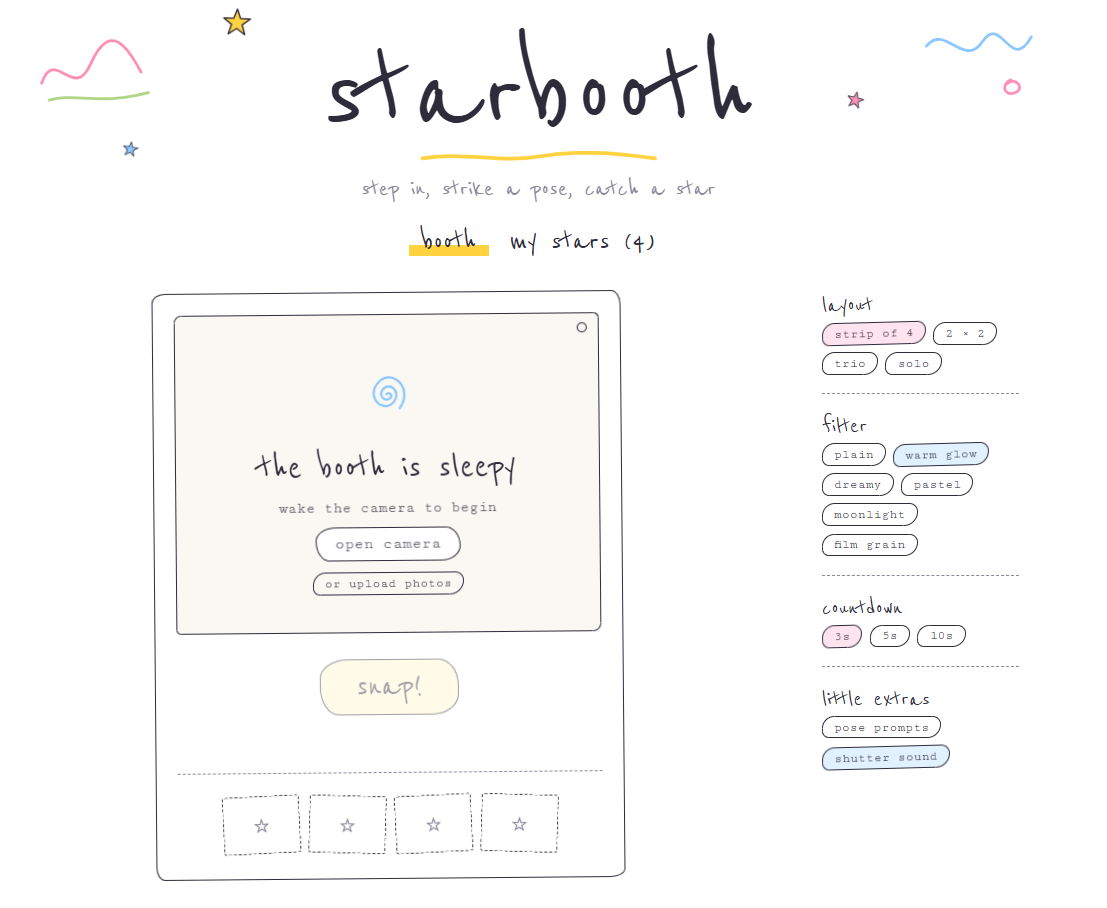 starbooth
step in, strike a pose, catch a star
booth my stars (4)
the booth is sleepy
wake the camera to begin
open camera
or upload photos
snap!
layout
strip of 4 2 × 2
trio solo
filter
plain warm glow
dreamy pastel
moonlight
film grain
countdown
3s 5s 10s
little extras
pose prompts
shutter sound